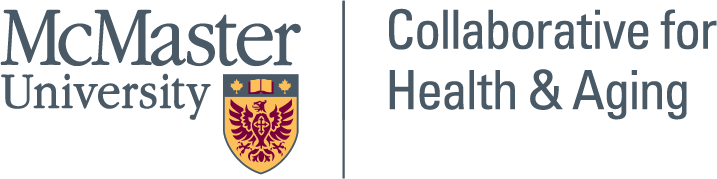 McMaster
University
Collaborative for
Health & Aging